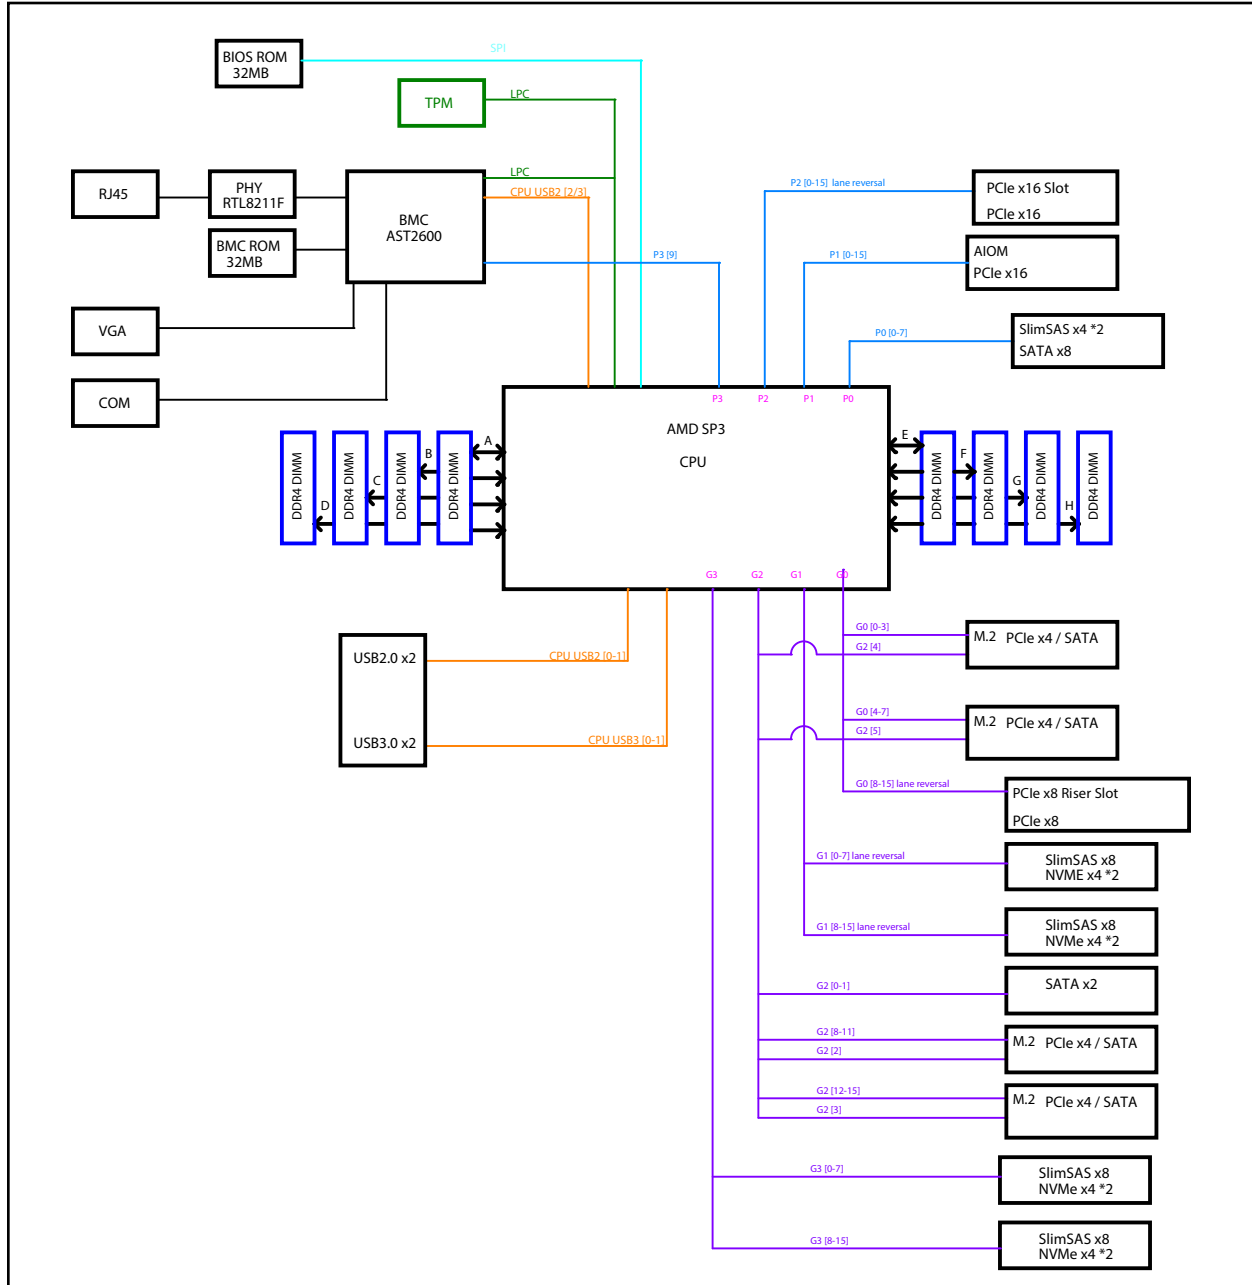 SPI
BIOS ROM
32MB
TPM
LPC
LPC
CPU USB2 [2/3]
RJ45
PHY
RTL8211F
BMC
AST2600
BMC ROM
32MB
P3 [9]
VGA
COM
P2 [0-15] lane reversal
PCIe x16 Slot
PCIe x16
P1 [0-15]
AIOM
PCIe x16
P0 [0-7]
SlimSAS x4 *2
SATA x8
P3
P2
P1
P0
AMD SP3
CPU
A
B
C
D
DDR4 DIMM
DDR4 DIMM
DDR4 DIMM
DDR4 DIMM
E
F
G
H
DDR4 DIMM
DDR4 DIMM
DDR4 DIMM
DDR4 DIMM
G3
G2
G1
G0
USB2.0 x2
CPU USB2 [0-1]
USB3.0 x2
CPU USB3 [0-1]
G0 [0-3]
G2 [4]
M.2 PCIe x4 / SATA
G0 [4-7]
G2 [5]
M.2 PCIe x4 / SATA
G0 [8-15] lane reversal
PCIe x8 Riser Slot
PCIe x8
G1 [0-7] lane reversal
SlimSAS x8
NVME x4 *2
G1 [8-15] lane reversal
SlimSAS x8
NVMe x4 *2
G2 [0-1]
SATA x2
G2 [8-11]
G2 [2]
M.2 PCIe x4 / SATA
G2 [12-15]
G2 [3]
M.2 PCIe x4 / SATA
G3 [0-7]
SlimSAS x8
NVMe x4 *2
G3 [8-15]
SlimSAS x8
NVMe x4 *2